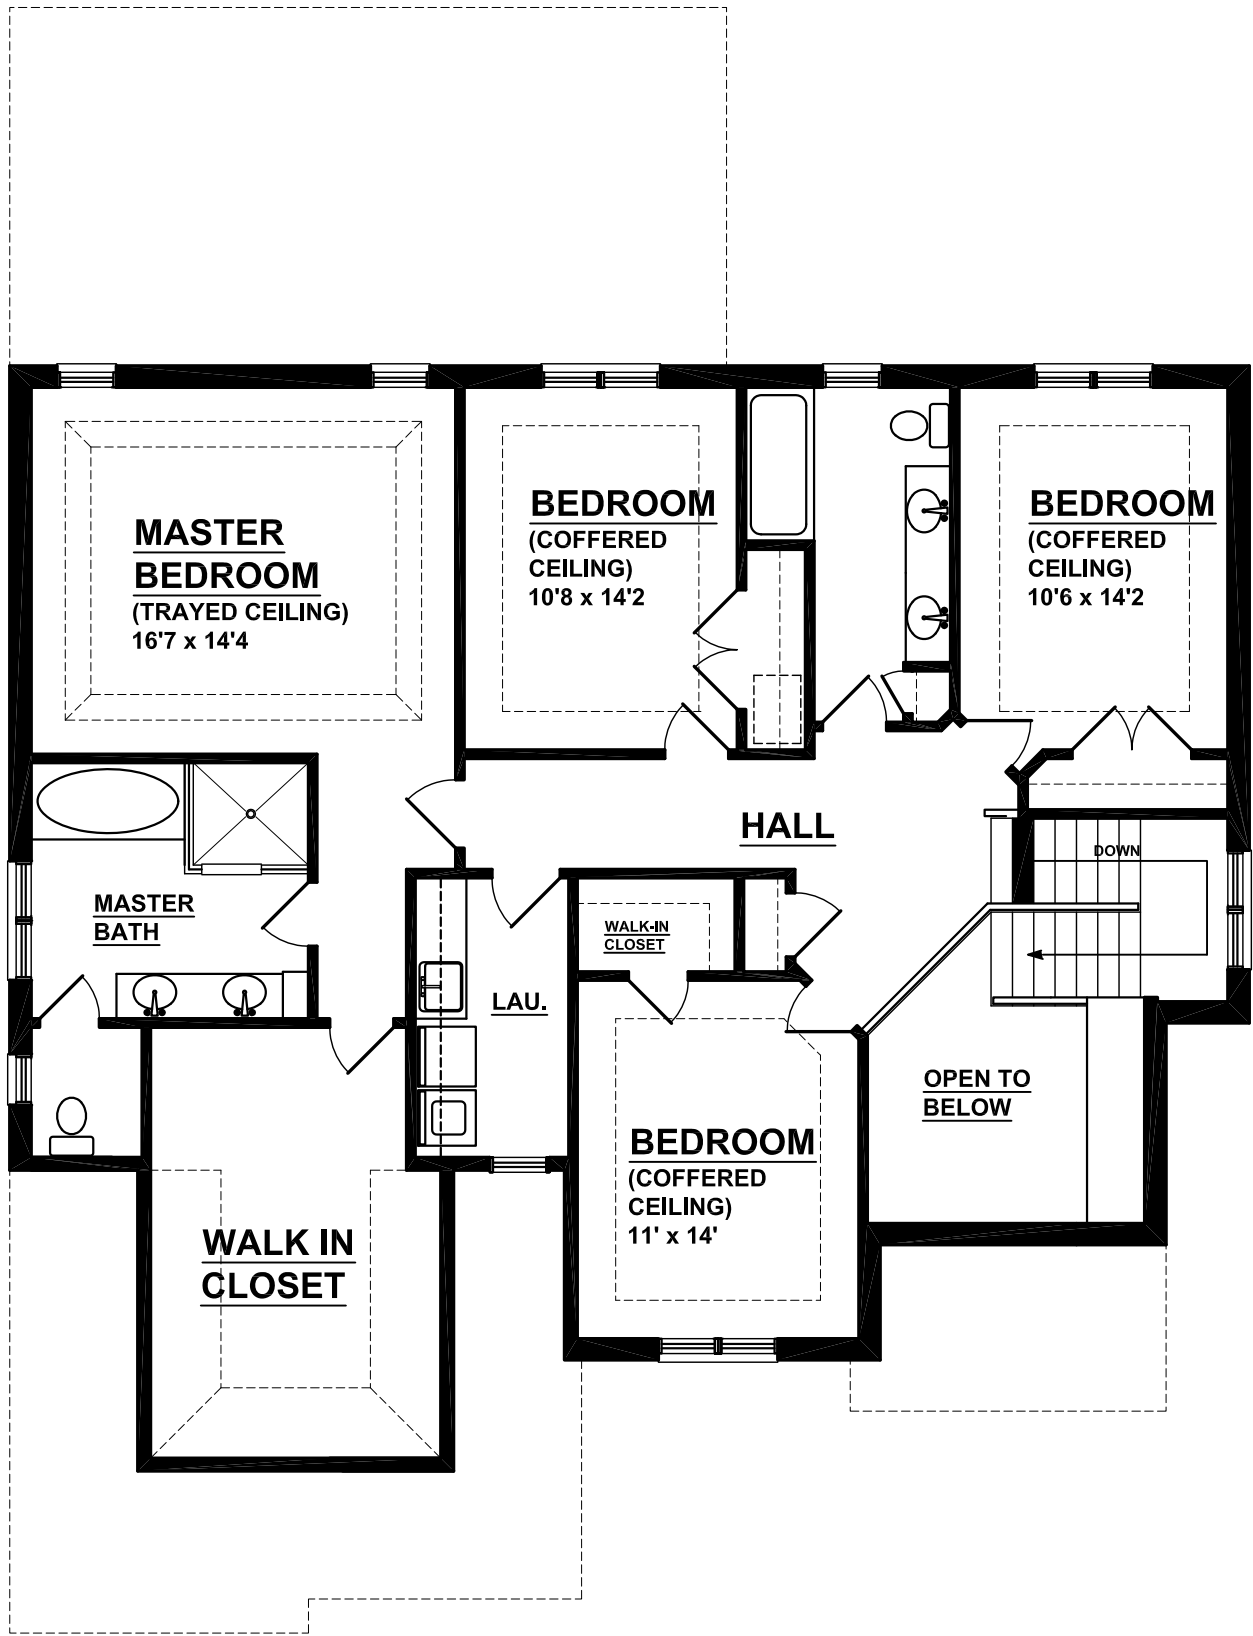 MASTER
BEDROOM
(TRAYED CEILING)
16'7 x 14'4
BEDROOM
(COFFERED
CEILING)
10'8 x 14'2
BEDROOM
(COFFERED
CEILING)
10'6 x 14'2
HALL
DOWN
MASTER
BATH
WALK-IN
CLOSET
LAU.
OPEN TO
BELOW
BEDROOM
(COFFERED
CEILING)
11' x 14'
WALK IN
CLOSET